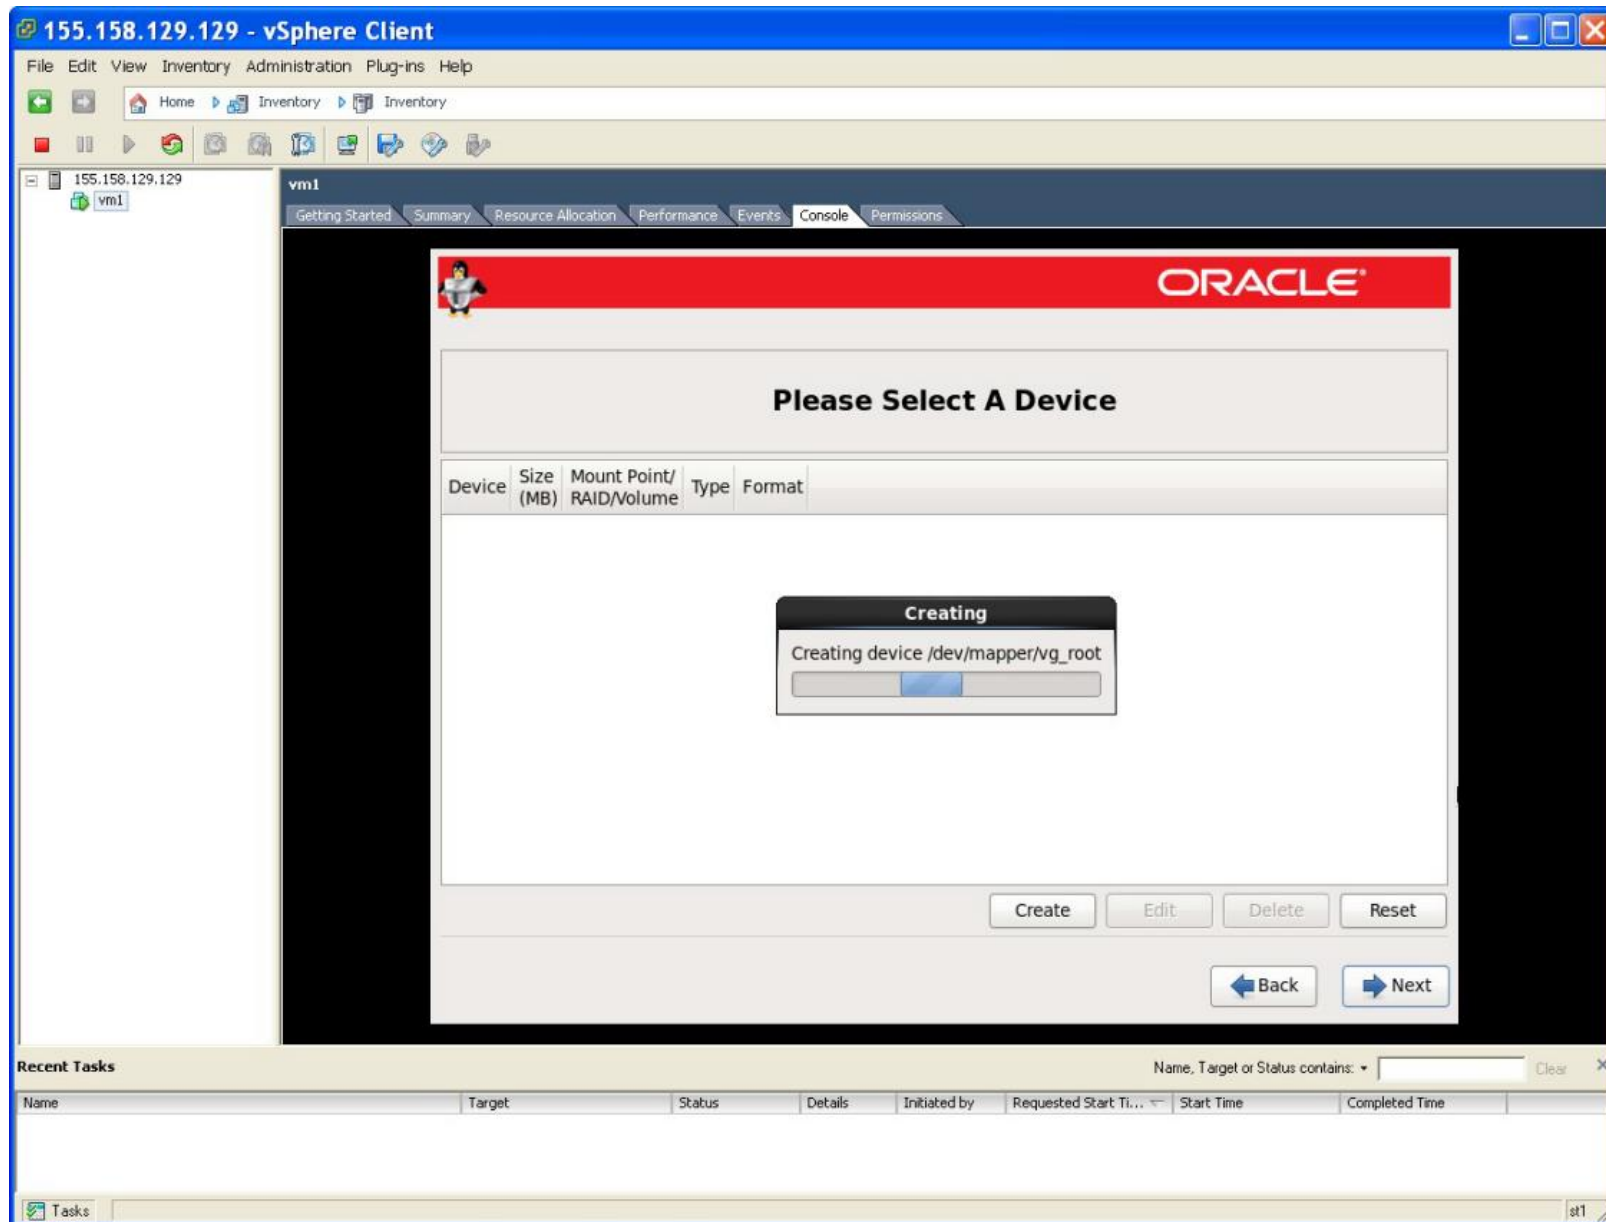 155.158.129.129 - vSphere Client
File Edit View Inventory Administration Plug-ins Help
Home Inventory Inventory
155.158.129.129
vm1
vm1
Getting Started Summary Resource Allocation Performance Events Console Permissions
ORACLE
Please Select A Device
Device Size (MB) Mount Point/ RAID/Volume Type Format
Creating
Creating device /dev/mapper/vg_root
Create Edit Delete Reset
Back Next
Recent Tasks Name, Target or Status contains: Clear
Name Target Status Details Initiated by Requested Start Ti... Start Time Completed Time
Tasks st1